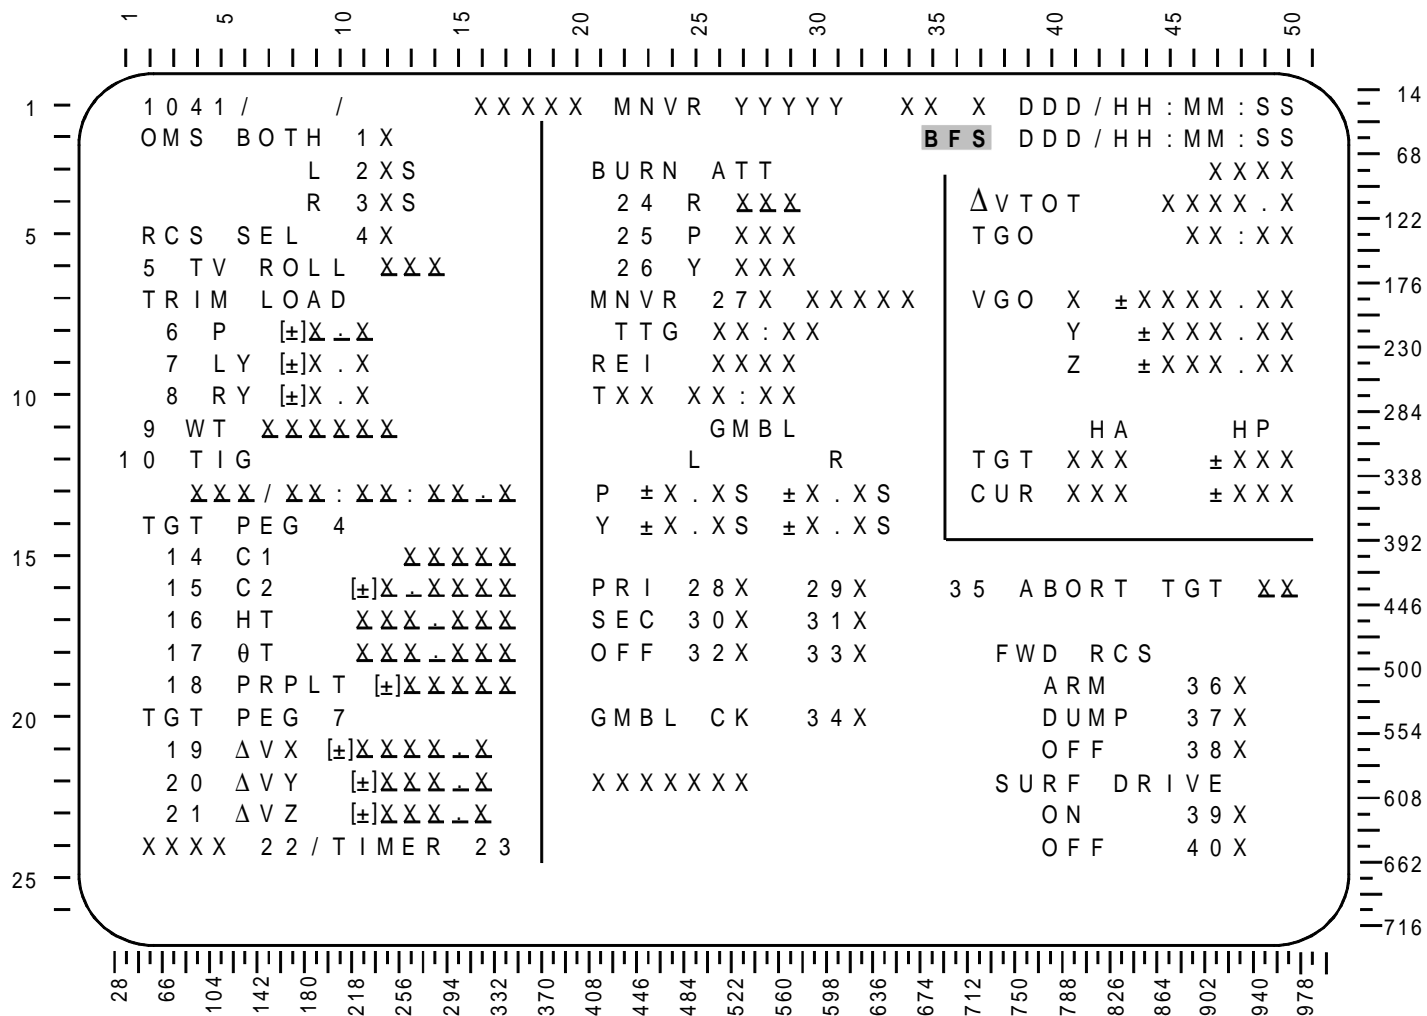 1 5 10 15 20 25 30 35 40 45 50
1 1041/ / XXXXX MNVR YYYYY XX X DDD/HH:MM:SS 14
OMS BOTH 1X BFS DDD/HH:MM:SS
L 2XS BURN ATT XXXX 68
R 3XS 24 R XXX ΔVTOT XXXX.X 122
5 RCS SEL 4X 25 P XXX TGO XX:XX
5 TV ROLL XXX 26 Y XXX 176
TRIM LOAD MNVR 27X XXXXX VGO X ±XXXX.XX
6 P [±]X.X TTG XX:XX Y ±XXX.XX 230
7 LY [±]X.X REI XXXX Z ±XXX.XX
10 8 RY [±]X.X TXX XX:XX 284
9 WT XXXXXX GMBL HA HP
10 TIG L R TGT XXX ±XXX 338
XXX/XX:XX:XX.X P ±X.XS ±X.XS CUR XXX ±XXX
TGT PEG 4 Y ±X.XS ±X.XS 392
15 14 C1 XXXXX
15 C2 [±]X.XXXXX PRI 28X 29X 35 ABORT TGT XX 446
16 HT XXX.XXX SEC 30X 31X
17 θT XXX.XXX OFF 32X 33X FWD RCS 500
18 PRPLT [±]XXXXX ARM 36X
20 TGT PEG 7 GMBL CK 34X DUMP 37X 554
19 ΔVX [±]XXXX.X OFF 38X
20 ΔVY [±]XXX.X XXXXXXX SURF DRIVE 608
21 ΔVZ [±]XXX.X ON 39X
XXXX 22/TIMER 23 OFF 40X 662
25
716
28 66 104 142 180 218 256 294 332 370 408 446 484 522 560 598 636 674 712 750 788 826 864 902 940 978